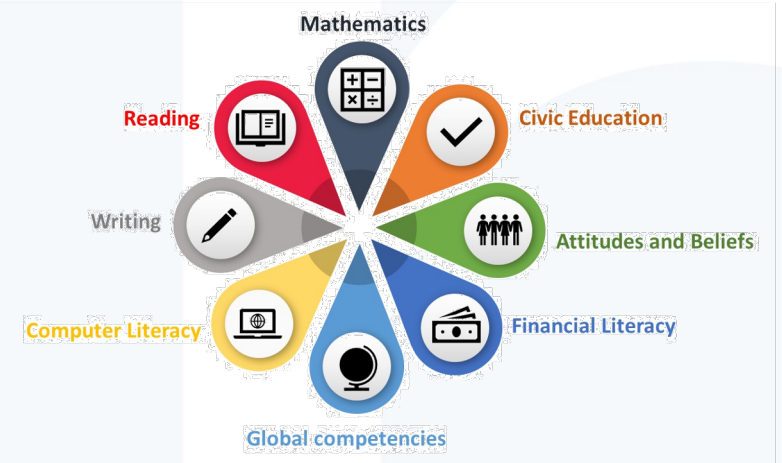 Mathematics
Reading
Civic Education
Writing
Attitudes and Beliefs
Computer Literacy
Financial Literacy
Global competencies